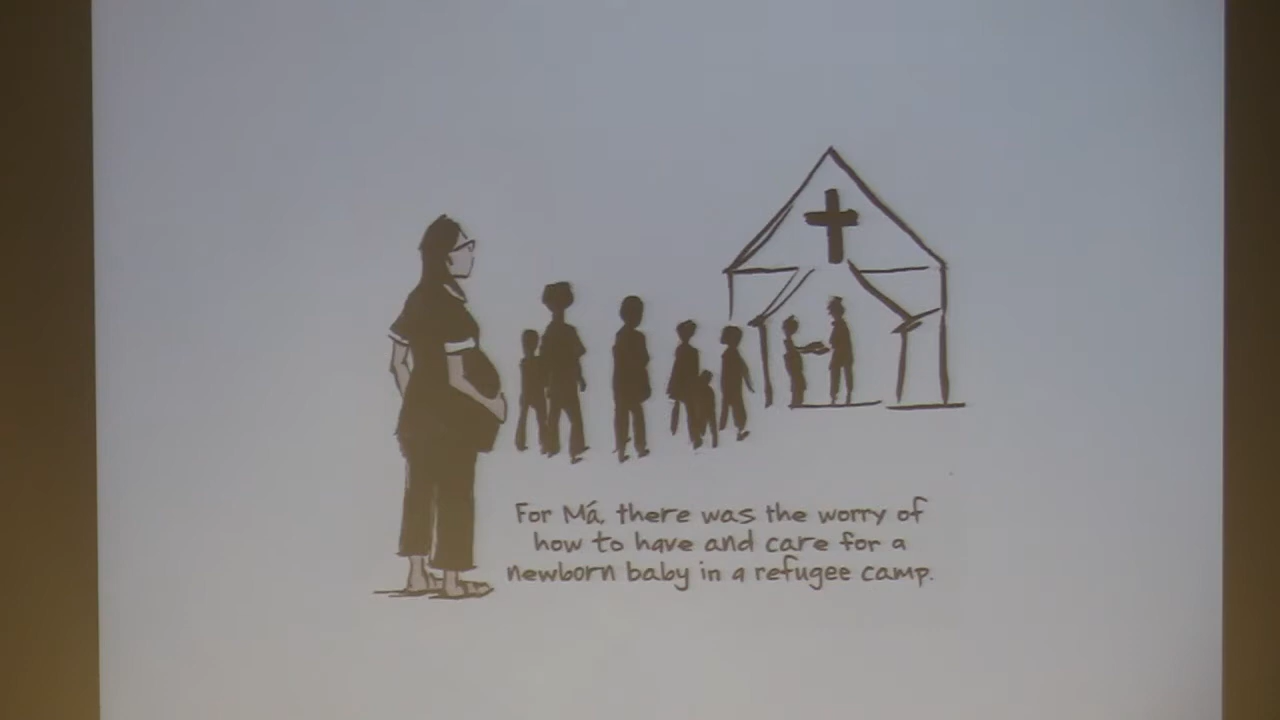 For Má, there was the worry of
how to have and care for a
newborn baby in a refugee camp.